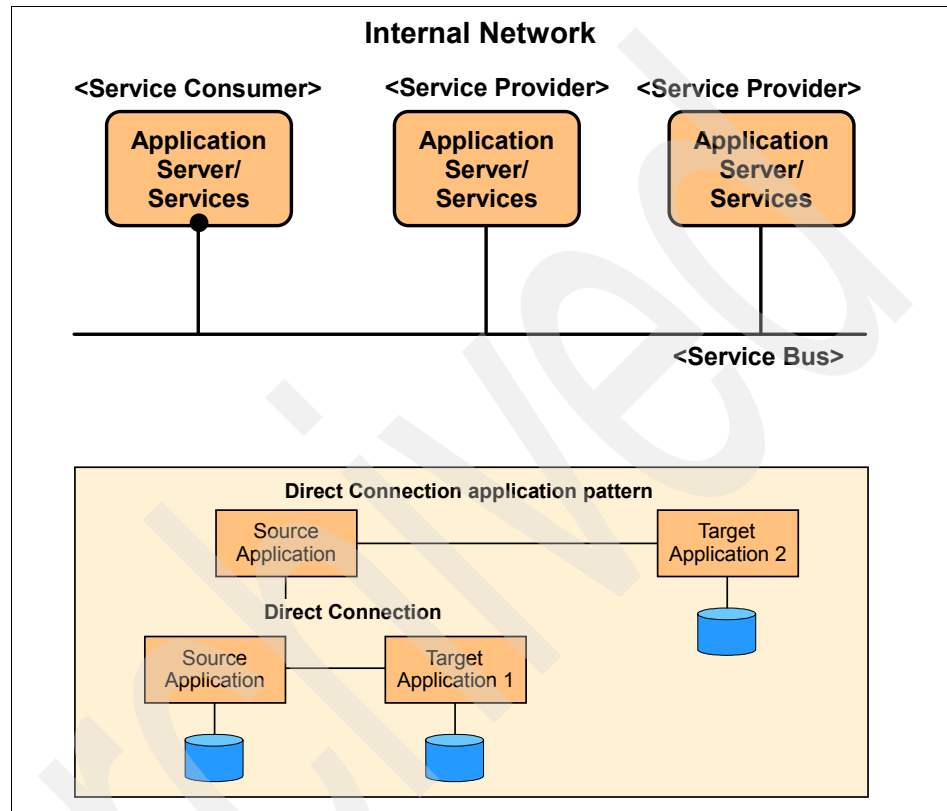 Internal Network
<Service Consumer>
<Service Provider>
<Service Provider>
Application
Server/
Services
Application
Server/
Services
Application
Server/
Services
<Service Bus>
Direct Connection application pattern
Source
Application
Target
Application 2
Direct Connection
Source
Application
Target
Application 1
rchived